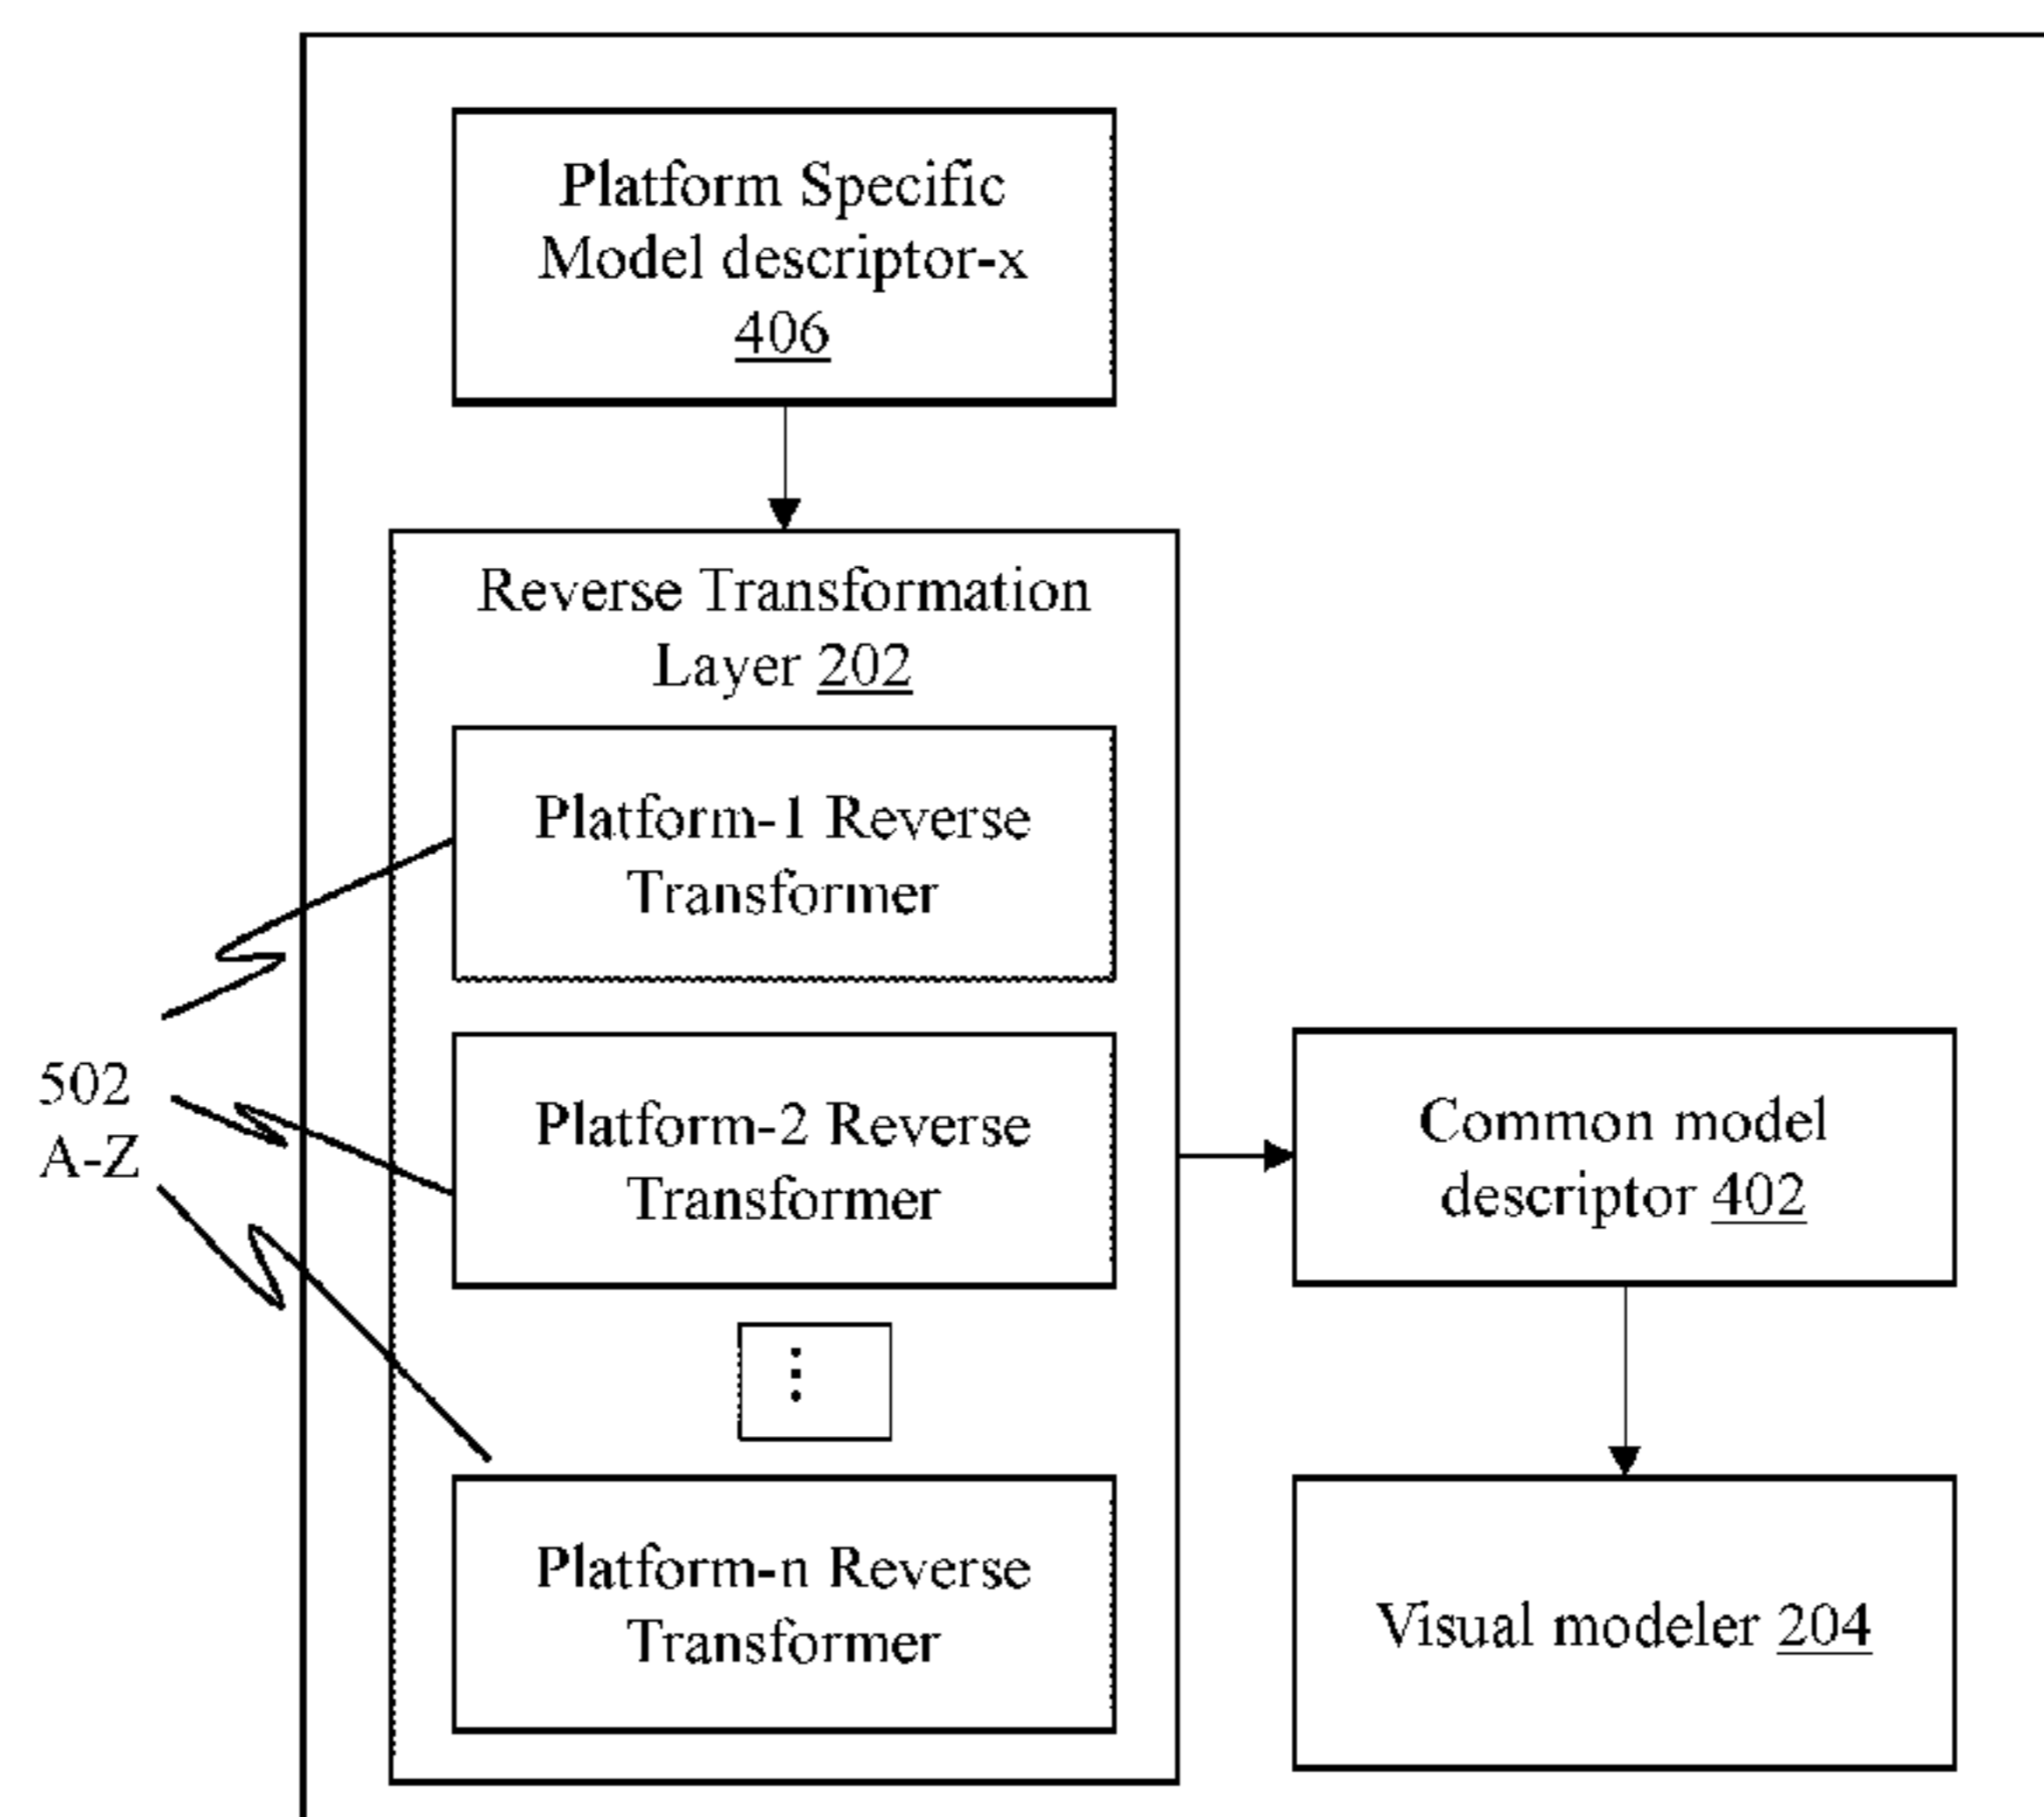 Platform Specific
Model descriptor-x
406
Reverse Transformation
Layer 202
Platform-1 Reverse
Transformer
502
A-Z
Platform-2 Reverse
Transformer
Common model
descriptor 402
Platform-n Reverse
Transformer
Visual modeler 204